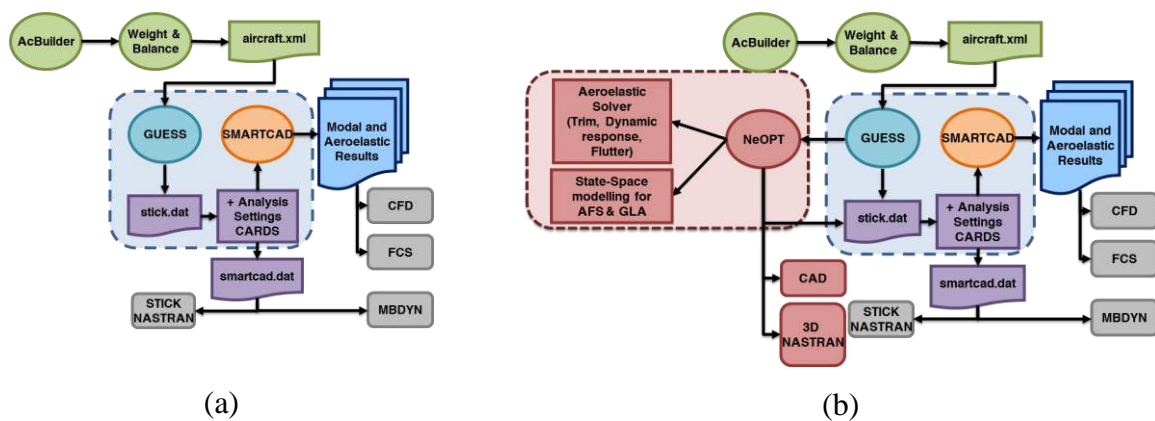 AcBuilder
Weight &
Balance
aircraft.xml
GUESS
SMARTCAD
Modal and
Aeroelastic
Results
stick.dat
+ Analysis
Settings
CARDS
CFD
FCS
smartcad.dat
STICK
NASTRAN
MBDYN
(a)
AcBuilder
Weight &
Balance
aircraft.xml
Aeroelastic
Solver
(Trim, Dynamic
response,
Flutter)
NeOPT
GUESS
SMARTCAD
Modal and
Aeroelastic
Results
State-Space
modelling for
AFS & GLA
stick.dat
+ Analysis
Settings
CARDS
CFD
FCS
smartcad.dat
CAD
3D
NASTRAN
STICK
NASTRAN
MBDYN
(b)